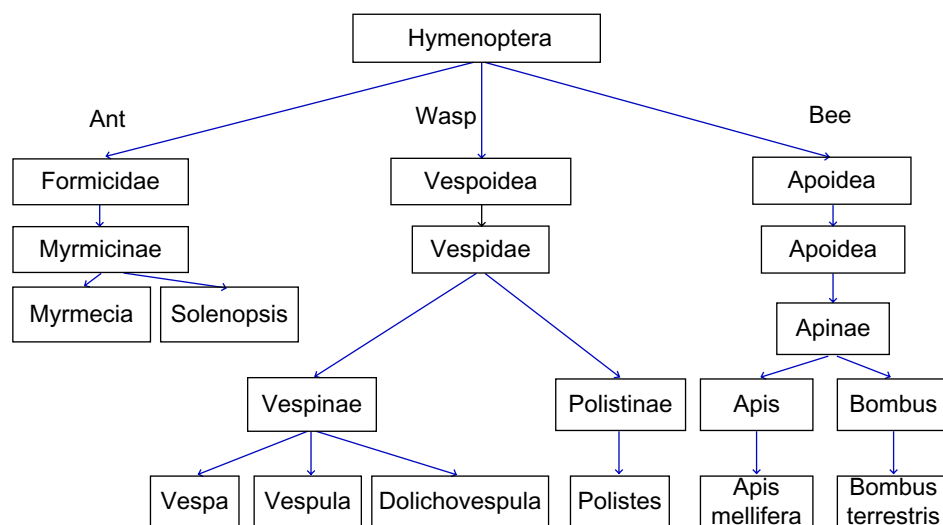 Hymenoptera
Ant
Wasp
Bee
Formicidae
Vespoidea
Apoidea
Myrmicinae
Vespidae
Apoidea
Myrmecia
Solenopsis
Apinae
Vespinae
Polistinae
Apis
Bombus
Vespa
Vespula
Dolichovespula
Polistes
Apis
mellifera
Bombus
terrestris